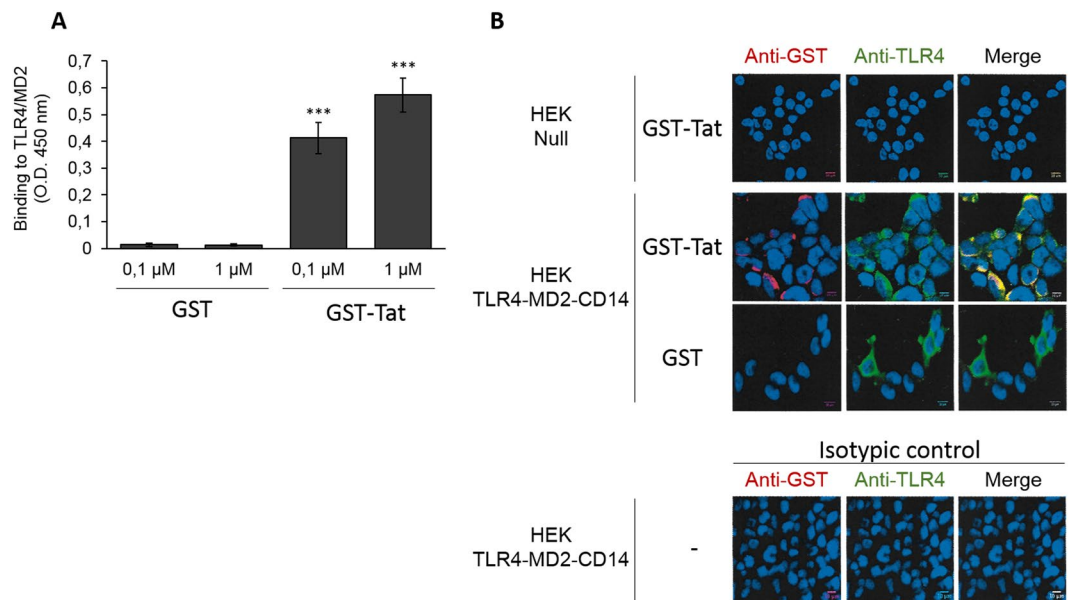 A
Binding to TLR4/MD2
(O.D. 450 nm)
0,7
0,6
0,5
0,4
0,3
0,2
0,1
0
***
***
0,1 µM
1 µM
0,1 µM
1 µM
GST
GST-Tat
B
Anti-GST
Anti-TLR4
Merge
HEK
Null
GST-Tat
HEK
TLR4-MD2-CD14
GST-Tat
GST
Isotypic control
Anti-GST
Anti-TLR4
Merge
HEK
TLR4-MD2-CD14
-